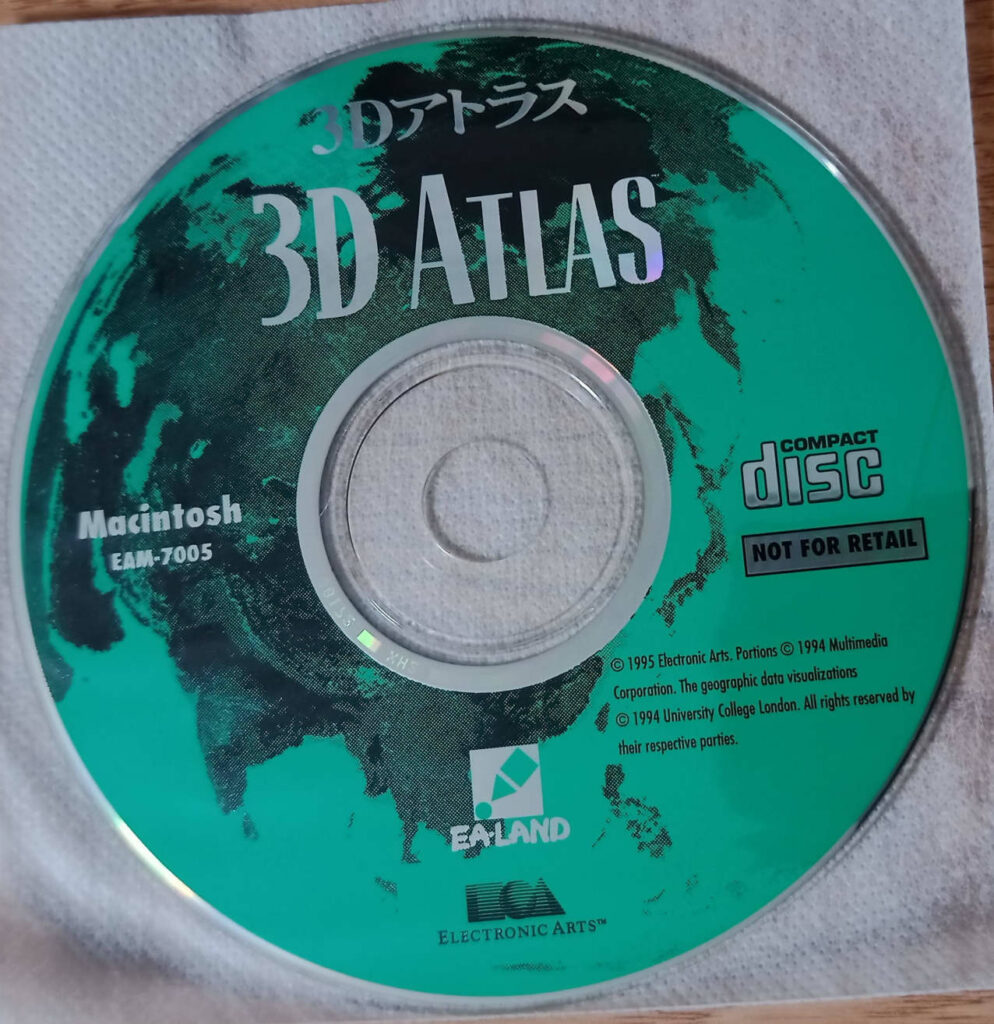 3Dアトラス
3D ATLAS™
Macintosh
EAM-7005
COMPACT
disc
NOT FOR RETAIL
© 1995 Electronic Arts. Portions © 1994 Multimedia
Corporation. The geographic data visualizations
© 1994 University College London. All rights reserved by
their respective parties.
EA-LAND
ELECTRONIC ARTS™